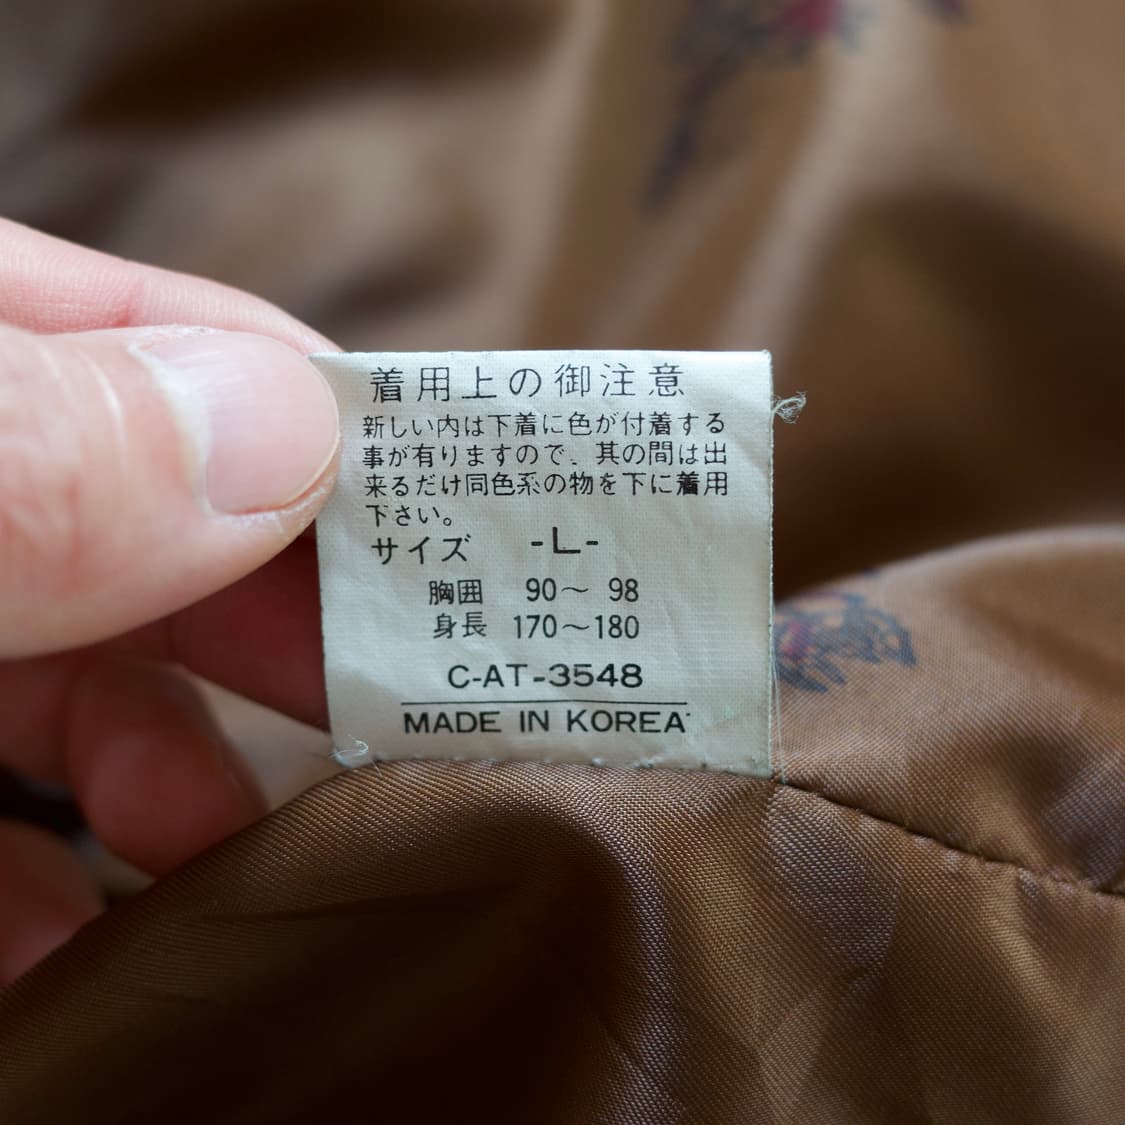 着用上の御注意
新しい内は下着に色が付着する
事が有りますので、其の間は出
来るだけ同色系の物を下に着用
下さい。
サイズ -L-
胸囲 90～ 98
身長 170～180
C-AT-3548
MADE IN KOREA